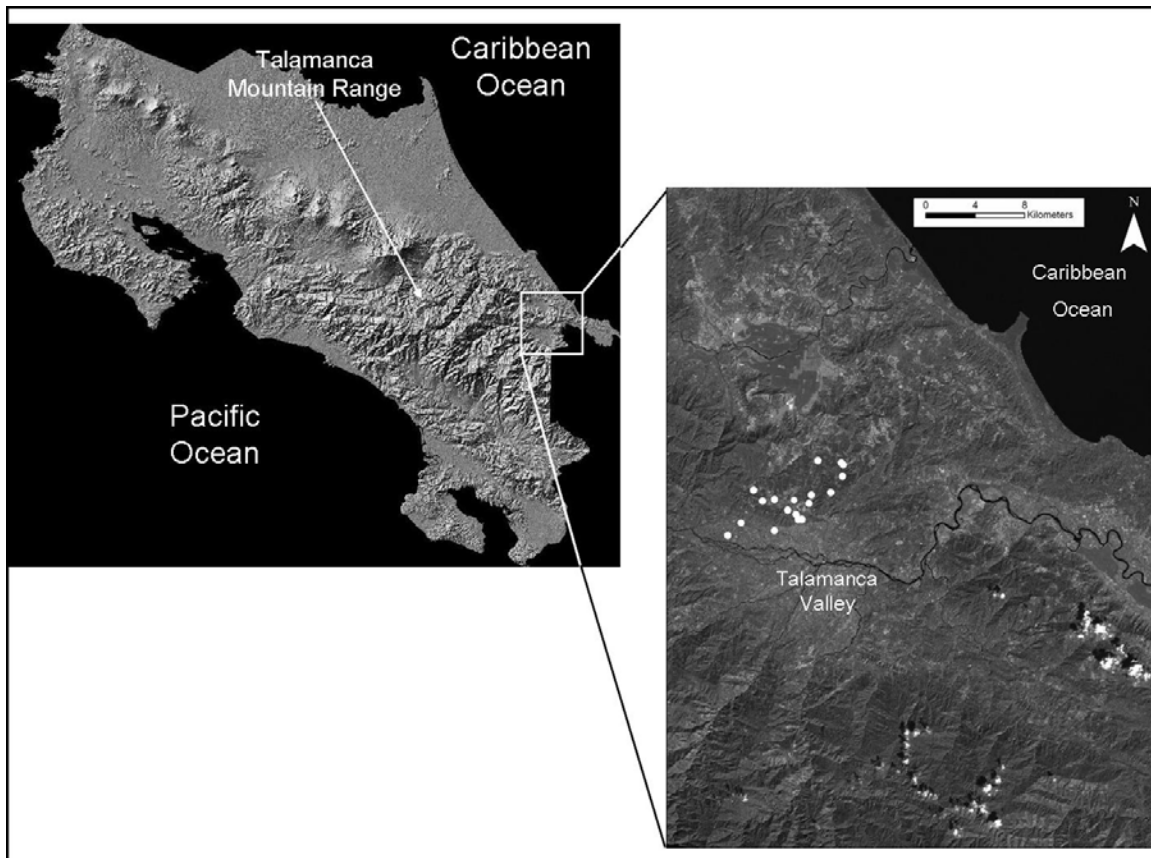 Caribbean
Ocean
Talamanca
Mountain Range
Pacific
Ocean
0 4 8
Kilometers
N
Caribbean
Ocean
Talamanca
Valley